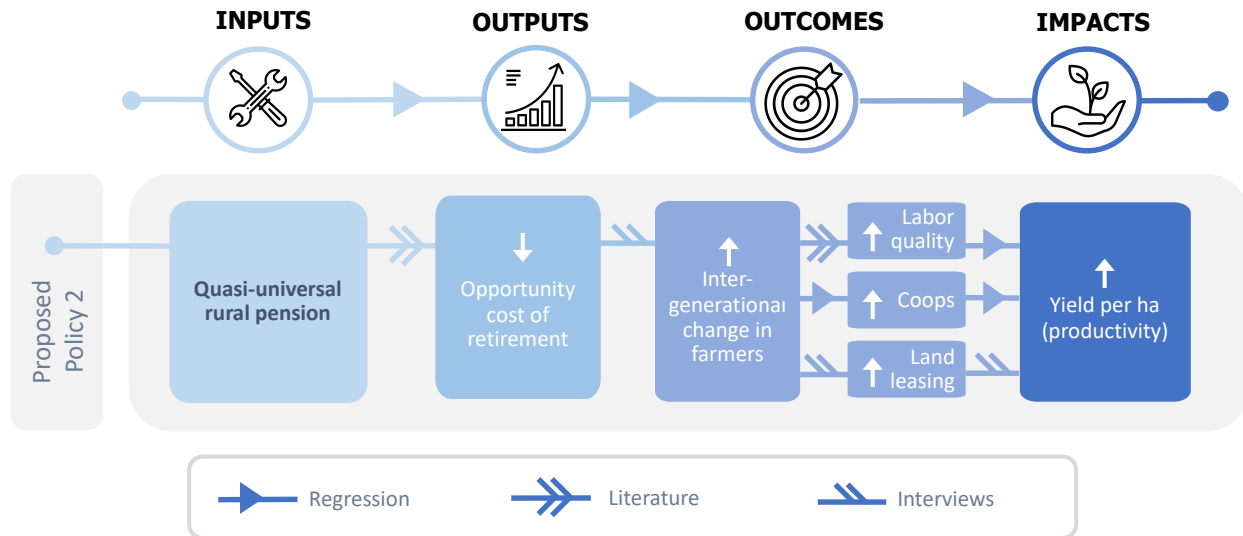 INPUTS
OUTPUTS
OUTCOMES
IMPACTS
Proposed
Policy 2
Quasi-universal
rural pension
Opportunity
cost of
retirement
Inter-
generational
change in
farmers
Labor
quality
Coops
Land
leasing
Yield per ha
(productivity)
Regression
Literature
Interviews